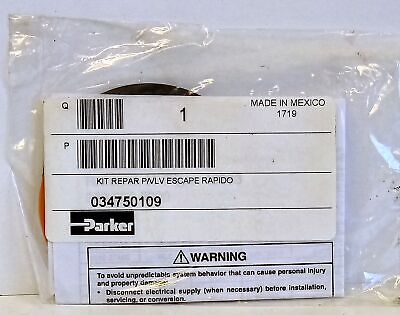 Q 1 MADE IN MEXICO
1719
P
KIT REPAR P/VLV ESCAPE RAPIDO
034750109
Parker
WARNING
To avoid unpredictable system behavior that can cause personal injury
and property damage:
• Disconnect electrical supply (when necessary) before installation,
servicing, or conversion.